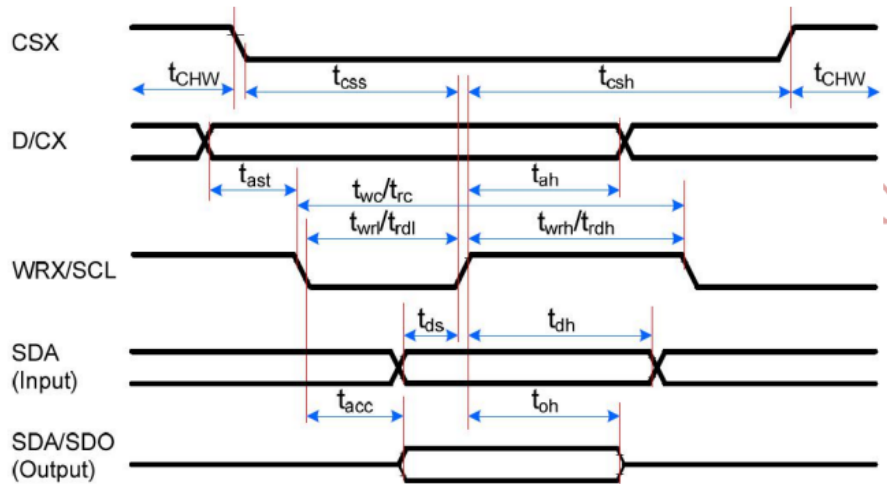 CSX
tCHW tcss tcsh tCHW
D/CX
tast tah
twc/trc
twrl/trdl twrh/trdh
WRX/SCL
tds tdh
SDA
(Input)
tacc toh
SDA/SDO
(Output)